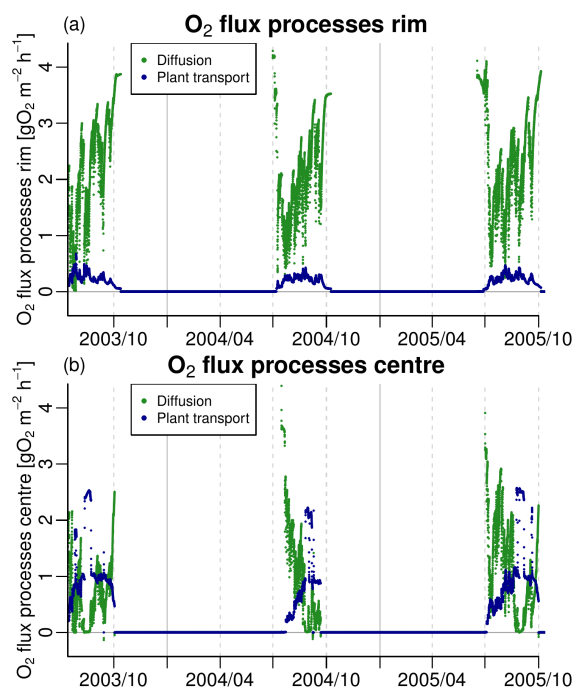 (a) O₂ flux processes rim
Diffusion
Plant transport
O₂ flux processes rim [gO₂ m⁻² h⁻¹]
4
3
2
1
0
2003/10 2004/04 2004/10 2005/04 2005/10
(b) O₂ flux processes centre
Diffusion
Plant transport
O₂ flux processes centre [gO₂ m⁻² h⁻¹]
4
3
2
1
0
2003/10 2004/04 2004/10 2005/04 2005/10